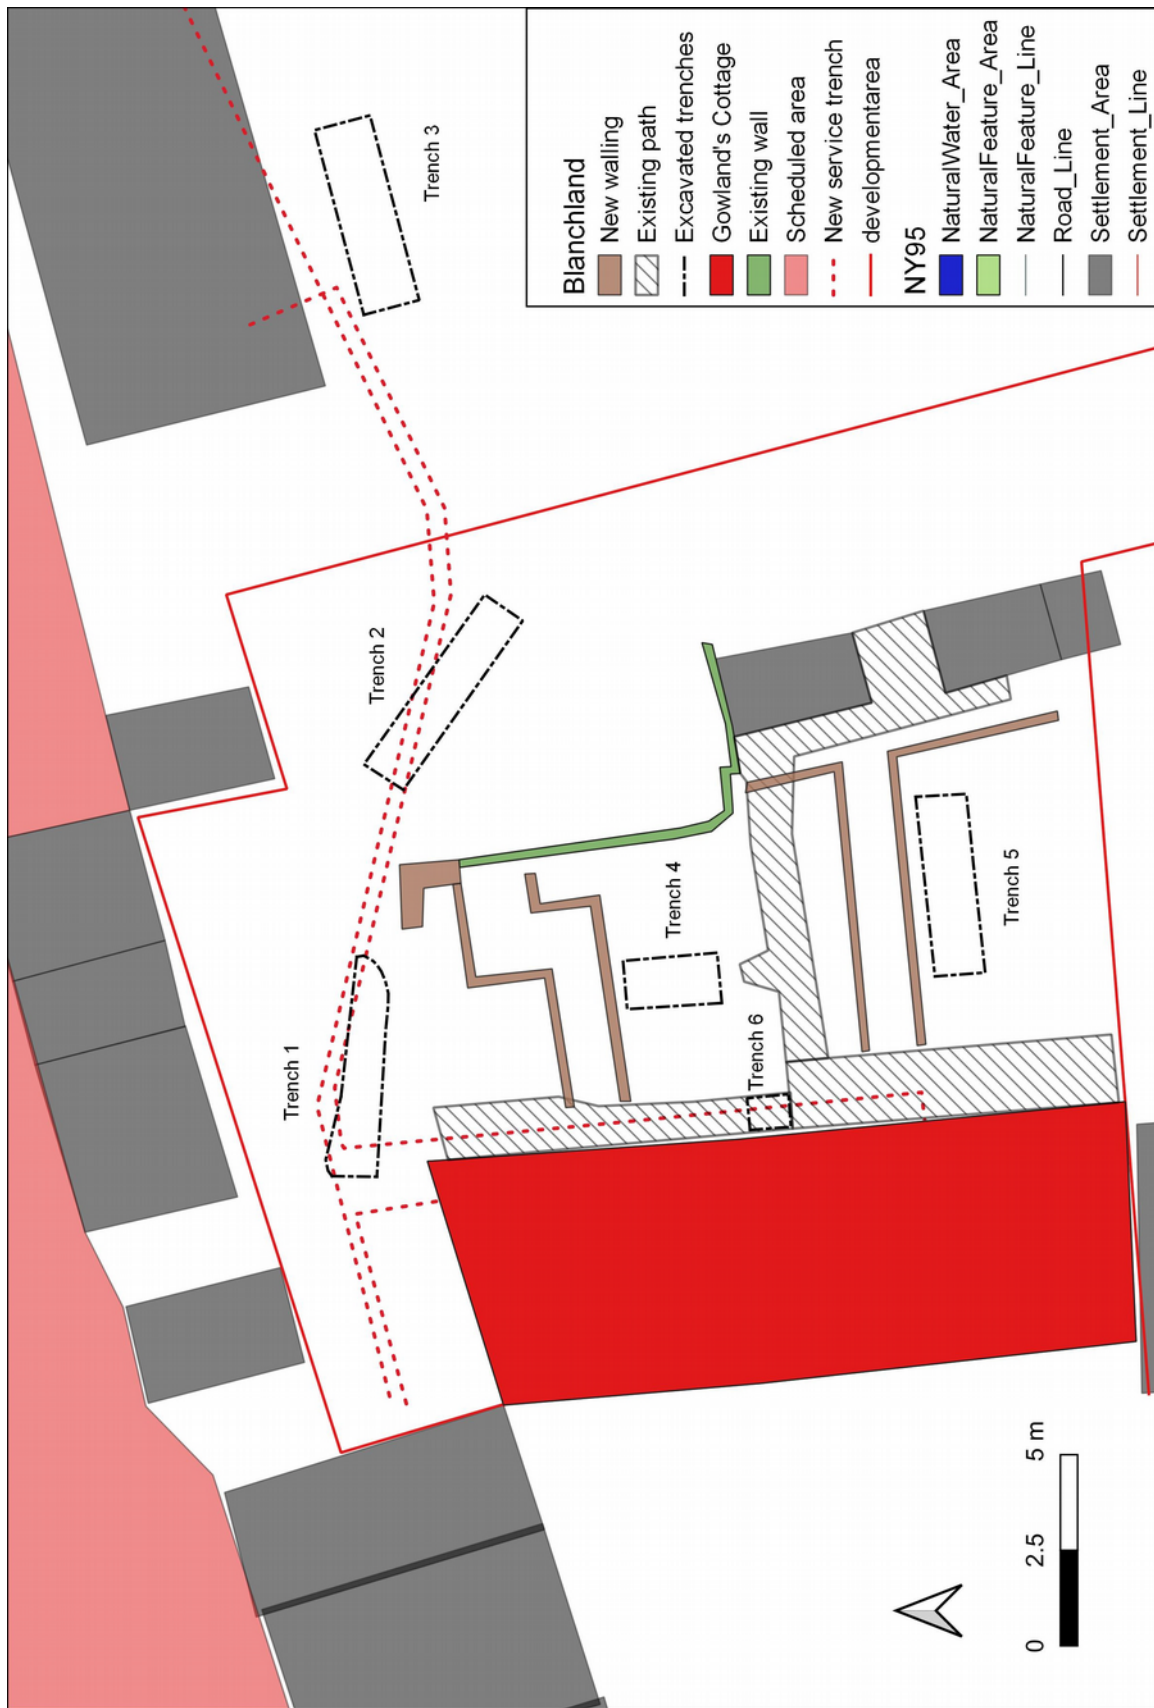 Trench 3
Trench 2
Trench 1
Trench 4
Trench 6
Trench 5
Blanchland
New walling
Existing path
Excavated trenches
Gowland's Cottage
Existing wall
Scheduled area
New service trench
developmentarea
NY95
NaturalWater_Area
NaturalFeature_Area
NaturalFeature_Line
Road_Line
Settlement_Area
Settlement_Line
0 2.5 5 m